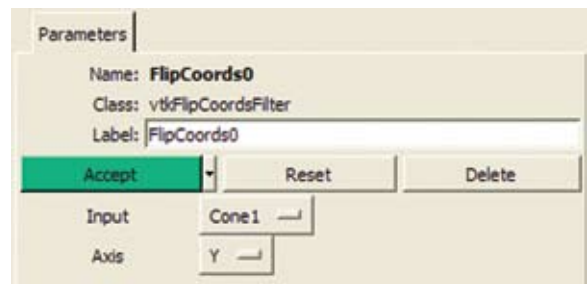 Parameters
Name: FlipCoords0
Class: vtkFlipCoordsFilter
Label: FlipCoords0
Accept Reset Delete
Input Cone1
Axis Y